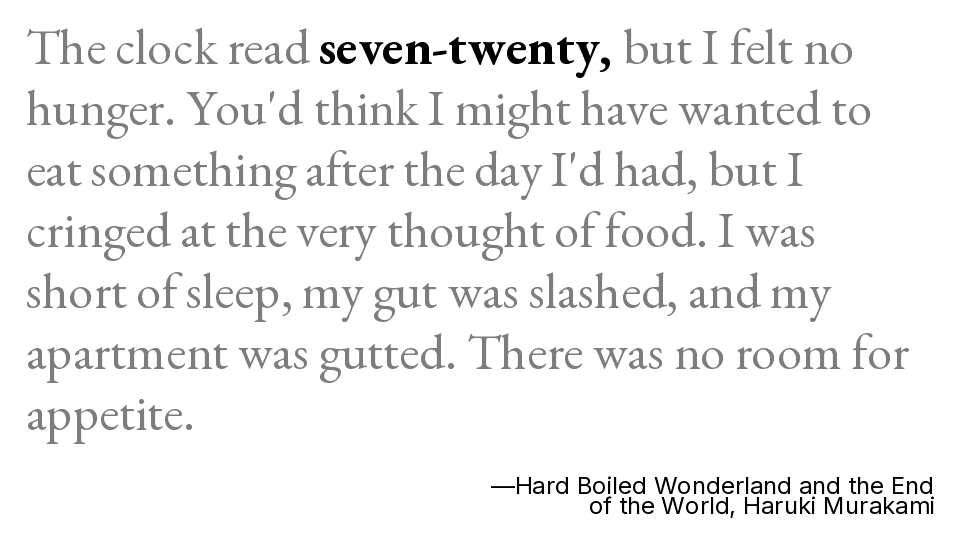 The clock read seven-twenty, but I felt no
hunger. You'd think I might have wanted to
eat something after the day I'd had, but I
cringed at the very thought of food. I was
short of sleep, my gut was slashed, and my
apartment was gutted. There was no room for
appetite.
—Hard Boiled Wonderland and the End
of the World, Haruki Murakami